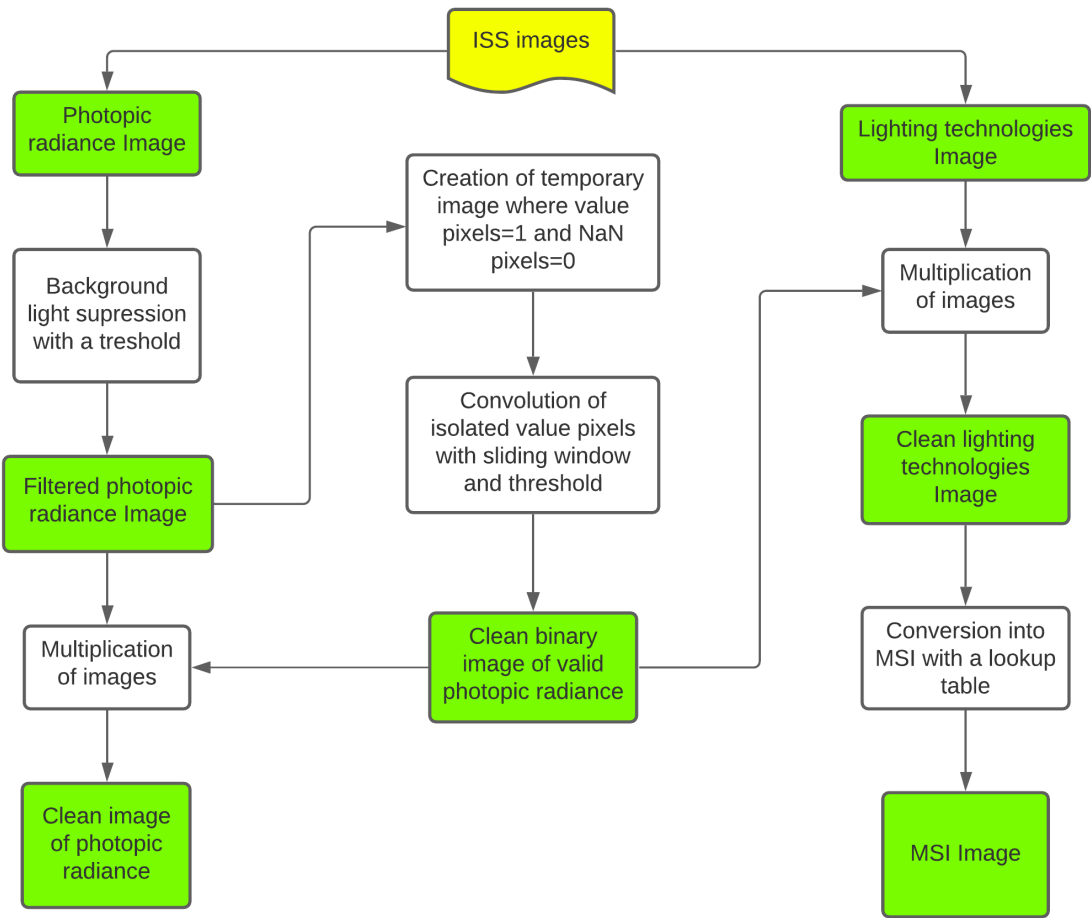 ISS images
Photopic
radiance Image
Lighting technologies
Image
Creation of temporary
image where value
pixels=1 and NaN
pixels=0
Background
light supression
with a treshold
Multiplication
of images
Convolution of
isolated value pixels
with sliding window
and threshold
Clean lighting
technologies
Image
Filtered photopic
radiance Image
Multiplication
of images
Clean binary
image of valid
photopic radiance
Conversion into
MSI with a lookup
table
Clean image
of photopic
radiance
MSI Image